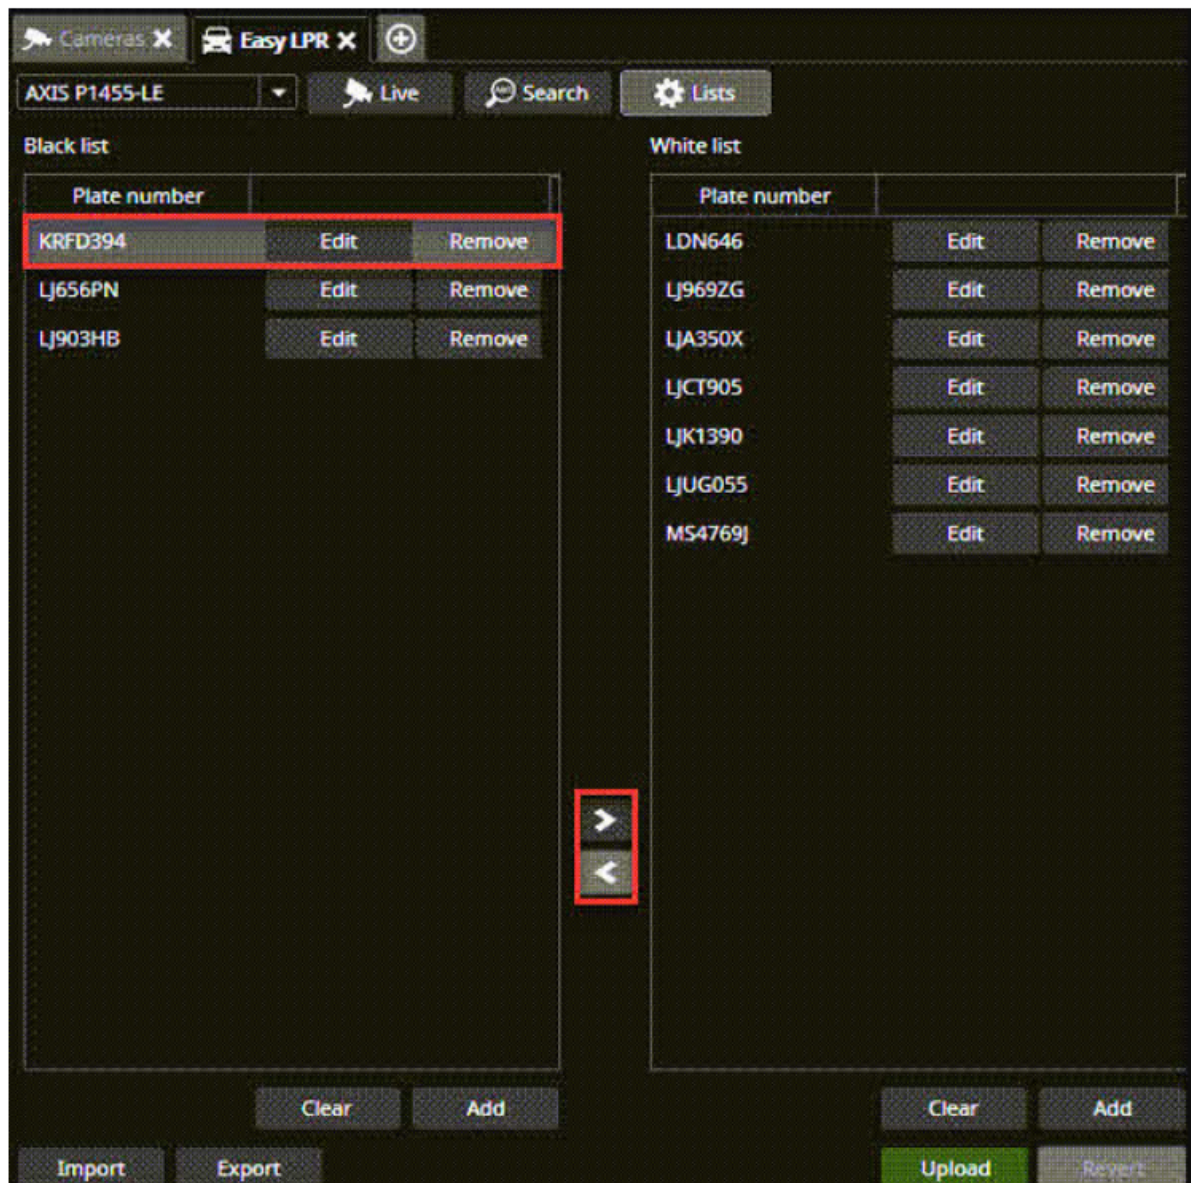 Cameras X Easy LPR X
AXIS P1455-LE Live Search Lists
Black list White list
Plate number Plate number
KRFD394 Edit Remove LDN646 Edit Remove
LJ656PN Edit Remove LJ969ZG Edit Remove
LJ903HB Edit Remove LJA350X Edit Remove
LJCT905 Edit Remove
LJK1390 Edit Remove
LJUG055 Edit Remove
MS4769J Edit Remove
>
<
Clear Add Clear Add
Import Export Upload Revert